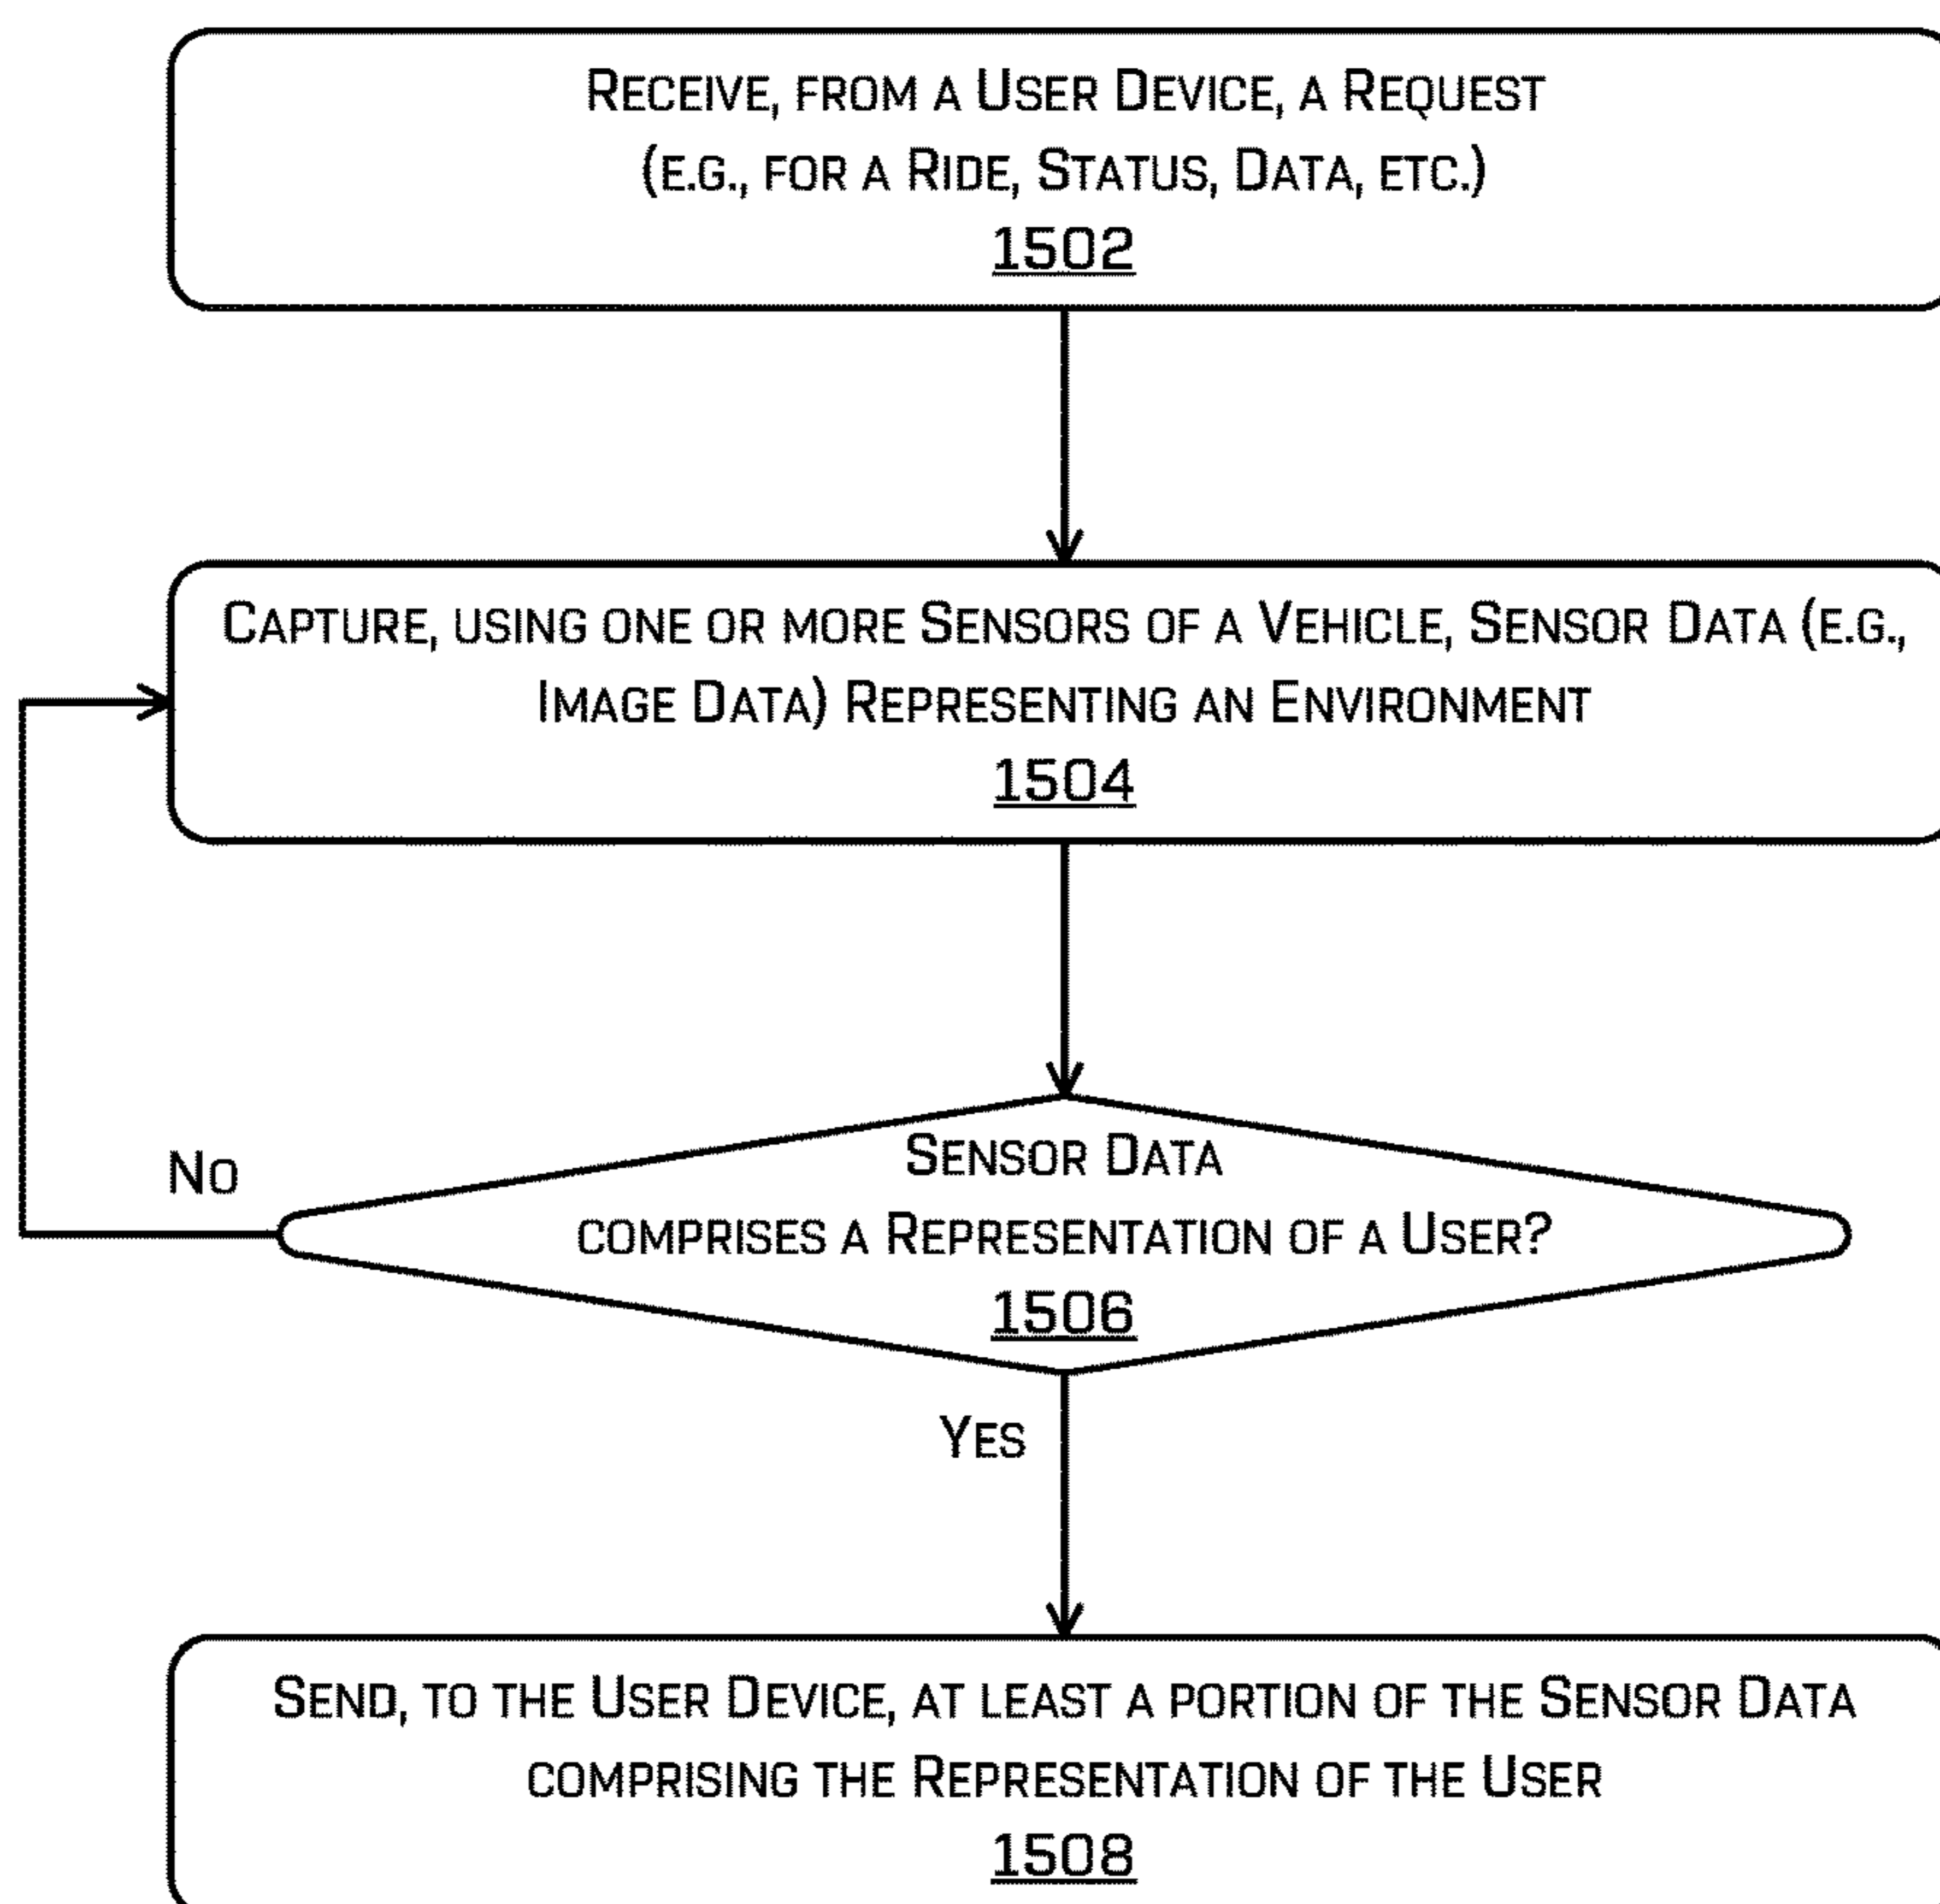 RECEIVE, FROM A USER DEVICE, A REQUEST
(E.G., FOR A RIDE, STATUS, DATA, ETC.)
1502
CAPTURE, USING ONE OR MORE SENSORS OF A VEHICLE, SENSOR DATA (E.G.,
IMAGE DATA) REPRESENTING AN ENVIRONMENT
1504
SENSOR DATA
COMPRISES A REPRESENTATION OF A USER?
1506
NO
YES
SEND, TO THE USER DEVICE, AT LEAST A PORTION OF THE SENSOR DATA
COMPRISING THE REPRESENTATION OF THE USER
1508